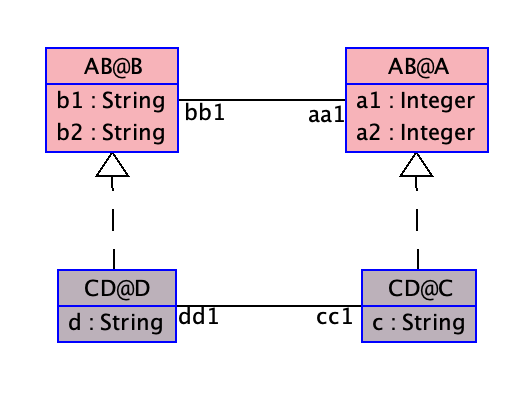 AB@B
b1 : String
b2 : String
bb1
AB@A
a1 : Integer
a2 : Integer
aa1
CD@D
d : String
dd1
CD@C
c : String
cc1